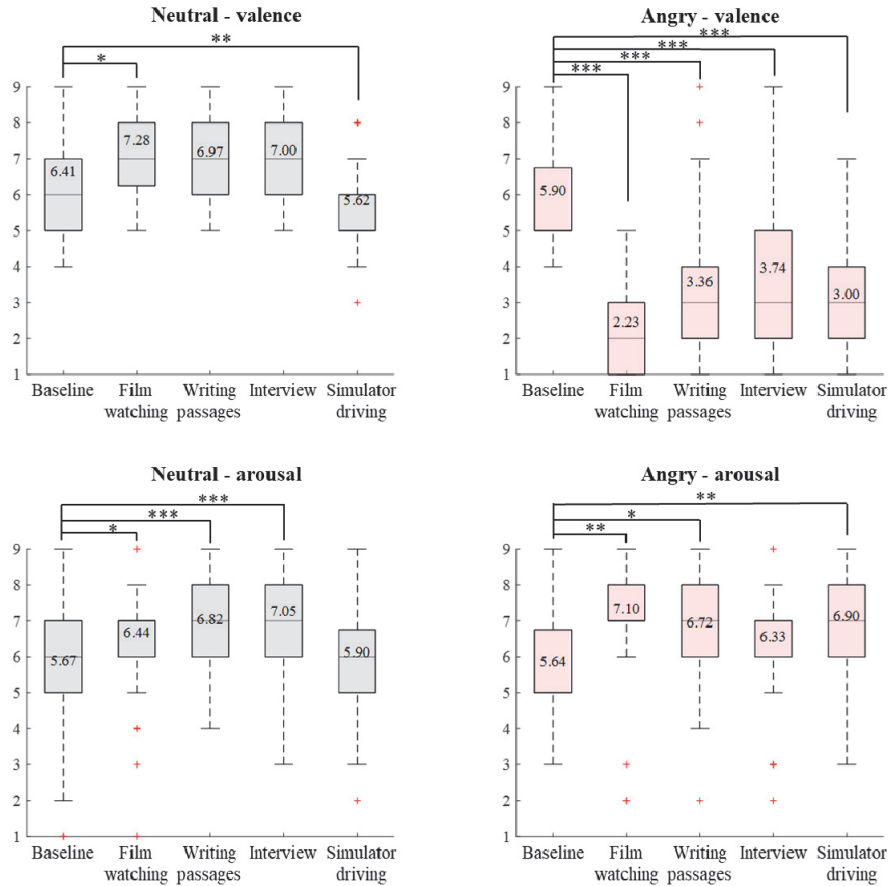 Neutral - valence
**
*
9
8
7
6
5
4
3
2
1
6.41
7.28
6.97
7.00
5.62
Baseline
Film
watching
Writing
passages
Interview
Simulator
driving
Angry - valence
***
***
***
***
9
8
7
6
5
4
3
2
1
5.90
2.23
3.36
3.74
3.00
Baseline
Film
watching
Writing
passages
Interview
Simulator
driving
Neutral - arousal
***
***
*
9
8
7
6
5
4
3
2
1
5.67
6.44
6.82
7.05
5.90
Baseline
Film
watching
Writing
passages
Interview
Simulator
driving
Angry - arousal
**
*
**
9
8
7
6
5
4
3
2
1
5.64
7.10
6.72
6.33
6.90
Baseline
Film
watching
Writing
passages
Interview
Simulator
driving